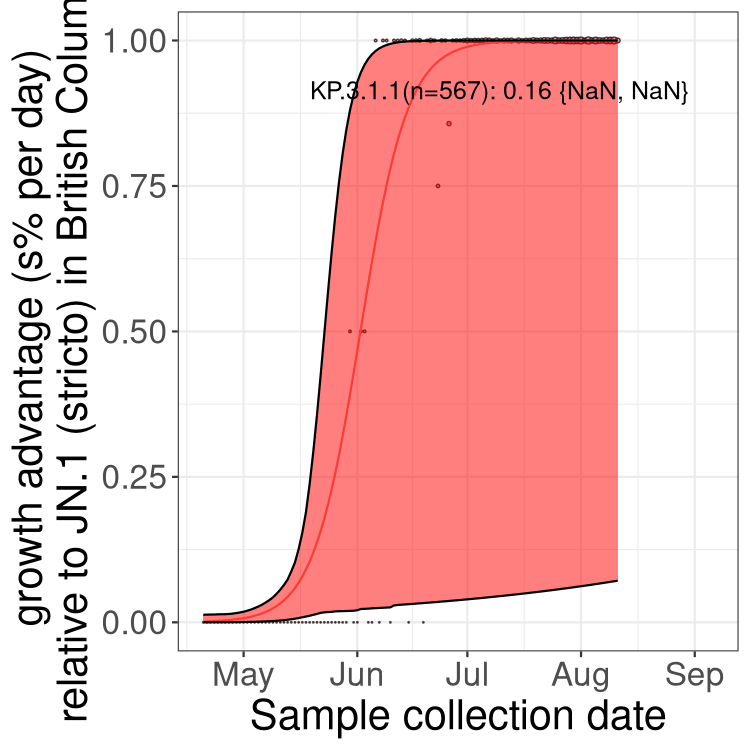 growth advantage (s% per day)
relative to JN.1 (stricto) in British Colum
1.00
0.75
0.50
0.25
0.00
KP.3.1.1(n=567): 0.16 {NaN, NaN}
May Jun Jul Aug Sep
Sample collection date